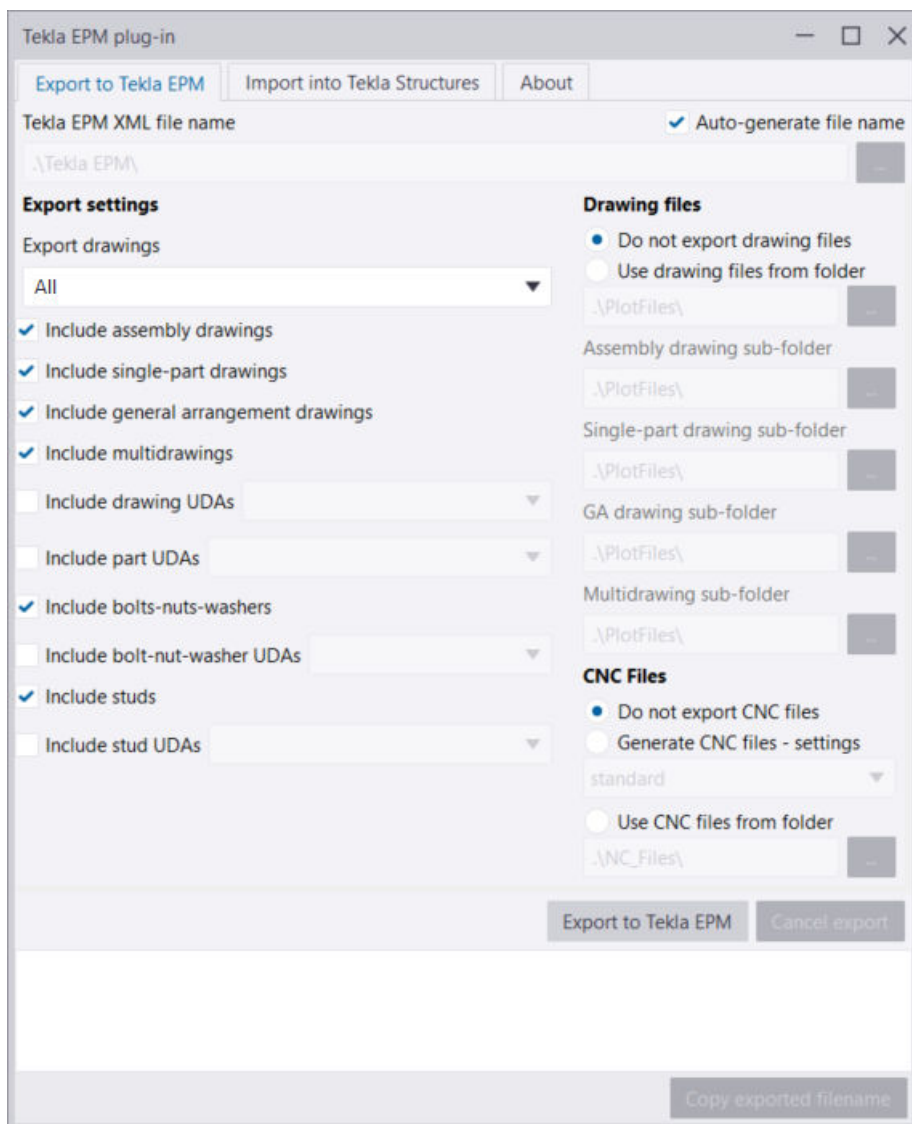 Tekla EPM plug-in
Export to Tekla EPM
Import into Tekla Structures
About
Tekla EPM XML file name
Auto-generate file name
.\Tekla EPM\
...
Export settings
Export drawings
All
Include assembly drawings
Include single-part drawings
Include general arrangement drawings
Include multidrawings
Include drawing UDAs
Include part UDAs
Include bolts-nuts-washers
Include bolt-nut-washer UDAs
Include studs
Include stud UDAs
Drawing files
Do not export drawing files
Use drawing files from folder
.\PlotFiles\
...
Assembly drawing sub-folder
.\PlotFiles\
...
Single-part drawing sub-folder
.\PlotFiles\
...
GA drawing sub-folder
.\PlotFiles\
...
Multidrawing sub-folder
.\PlotFiles\
...
CNC Files
Do not export CNC files
Generate CNC files - settings
standard
Use CNC files from folder
.\NC_Files\
...
Export to Tekla EPM
Cancel export
Copy exported filename